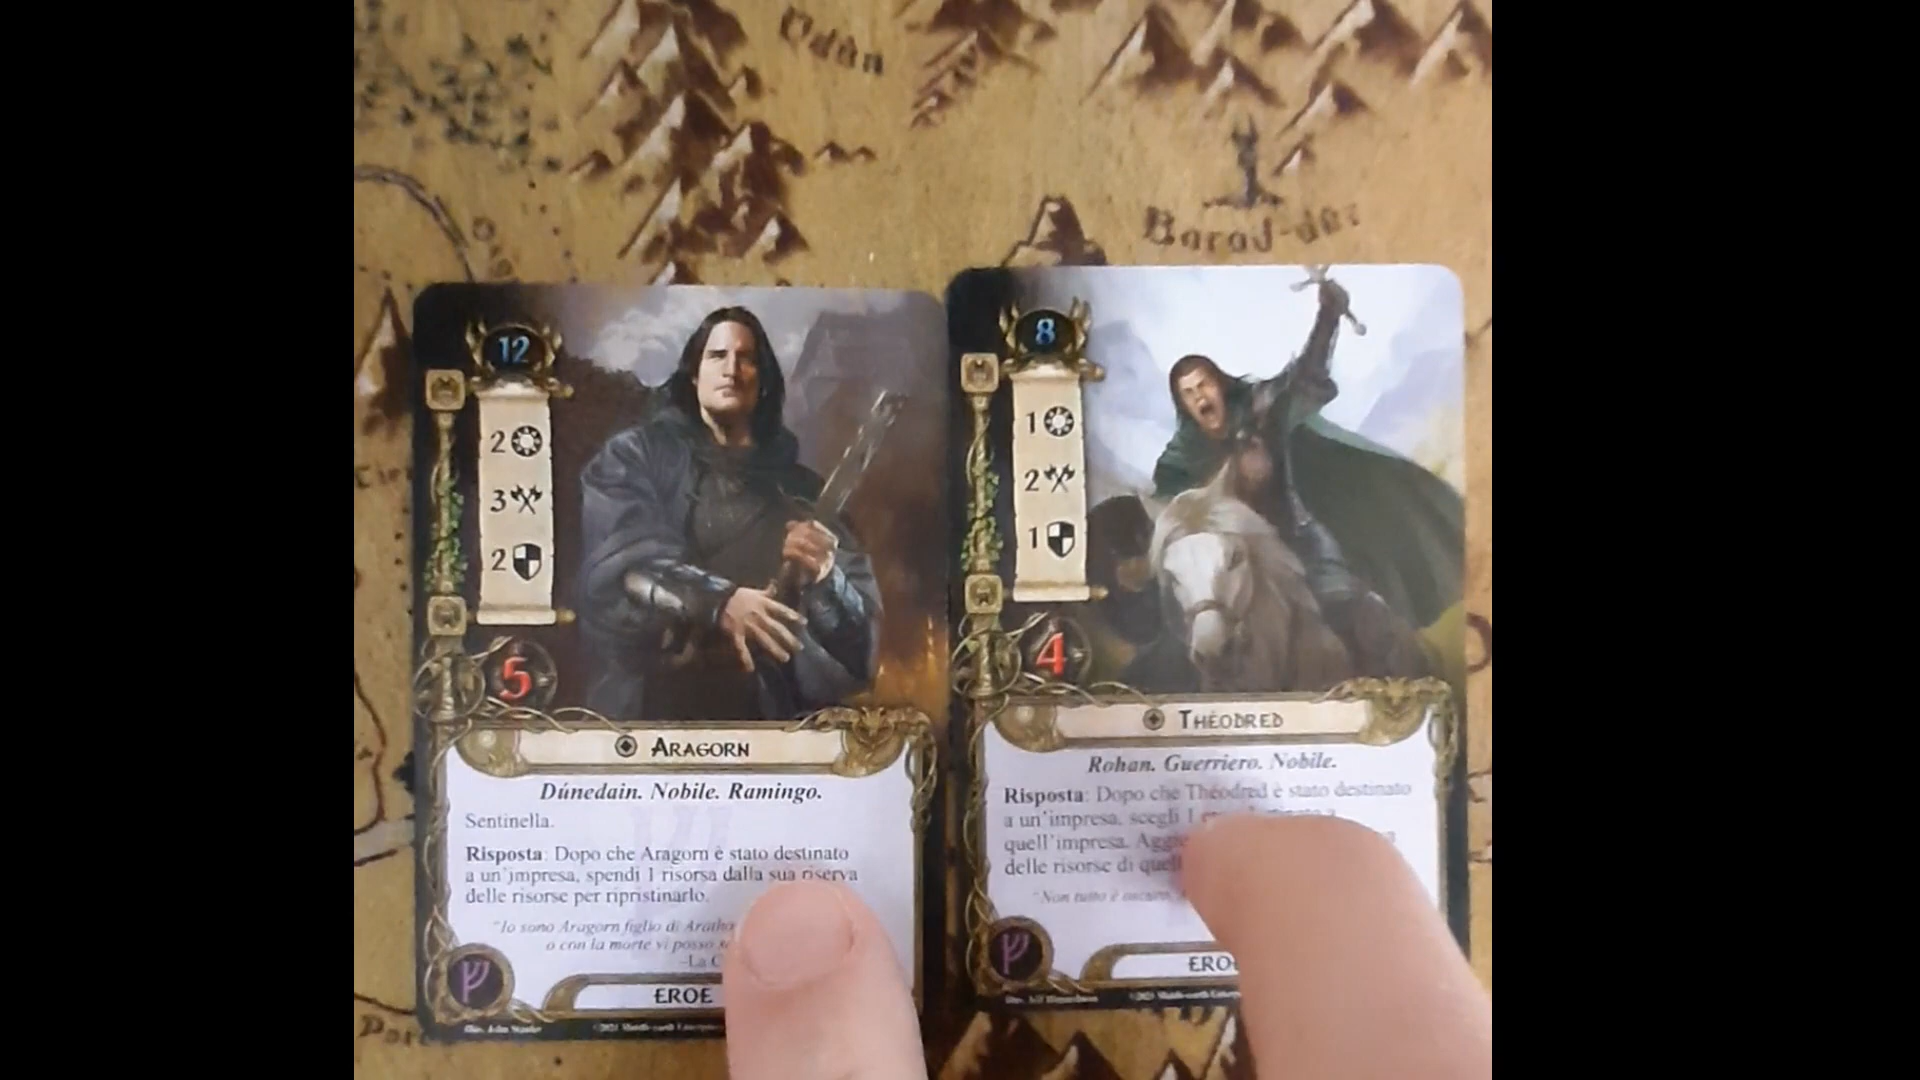 Udûn
Barad-dûr
12
2
3
2
5
ARAGORN
Dúnedain. Nobile. Ramingo.
Sentinella.
Risposta: Dopo che Aragorn è stato destinato
a un'impresa, spendi 1 risorsa dalla sua riserva
delle risorse per ripristinarlo.
"Io sono Aragorn figlio di
o con la morte vi posso
–La
EROE
8
1
2
1
4
THÉODRED
Rohan. Guerriero. Nobile.
Risposta: Dopo che Théodred è stato destinato
a un'impresa, scegli 1
quell'impresa.
delle risorse di
"Non tutto è oscuro